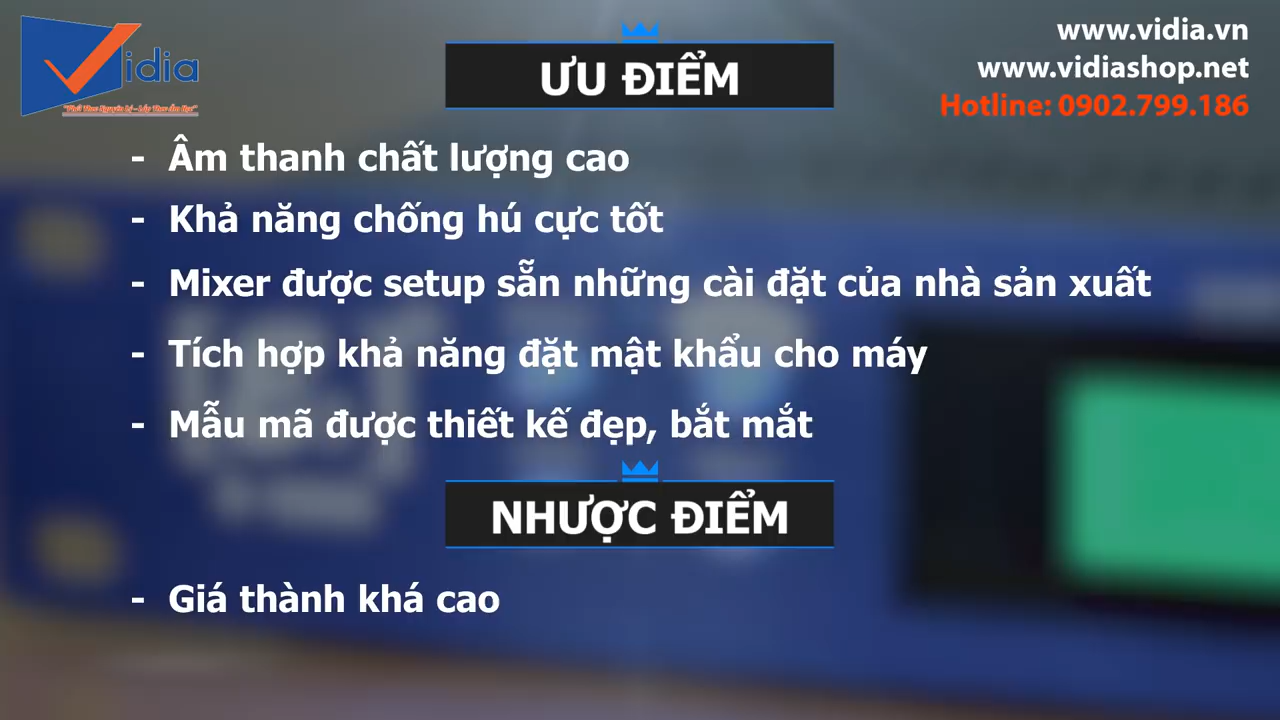 Vidia
www.vidia.vn
www.vidiashop.net
Hotline: 0902.799.186
ƯU ĐIỂM
- Âm thanh chất lượng cao
- Khả năng chống hú cực tốt
- Mixer được setup sẵn những cài đặt của nhà sản xuất
- Tích hợp khả năng đặt mật khẩu cho máy
- Mẫu mã được thiết kế đẹp, bắt mắt
NHƯỢC ĐIỂM
- Giá thành khá cao